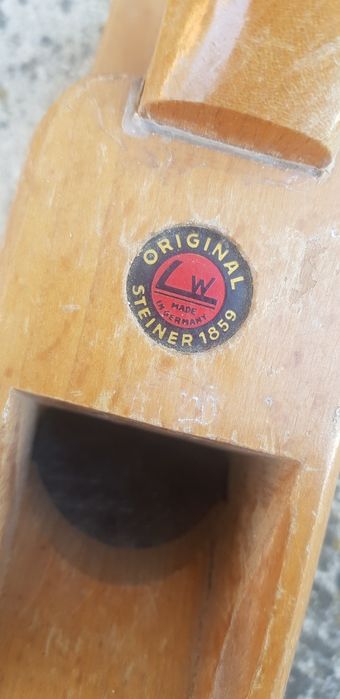 ORIGINAL
LW
MADE
IN GERMANY
STEINER 1859